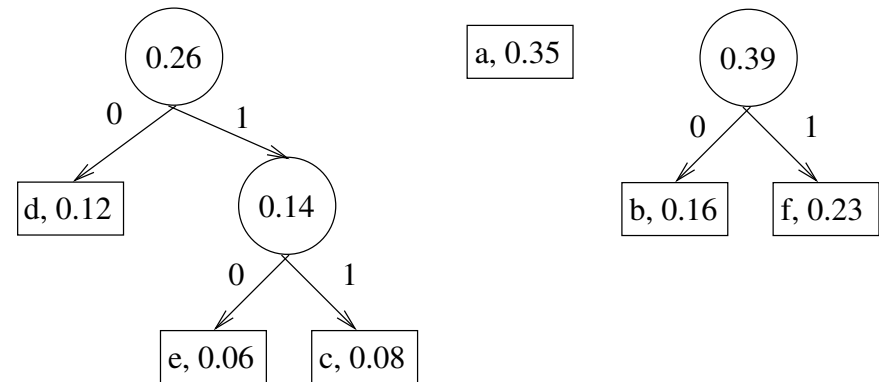 0.26
a, 0.35
0.39
0
1
0
1
d, 0.12
0.14
b, 0.16
f, 0.23
0
1
e, 0.06
c, 0.08